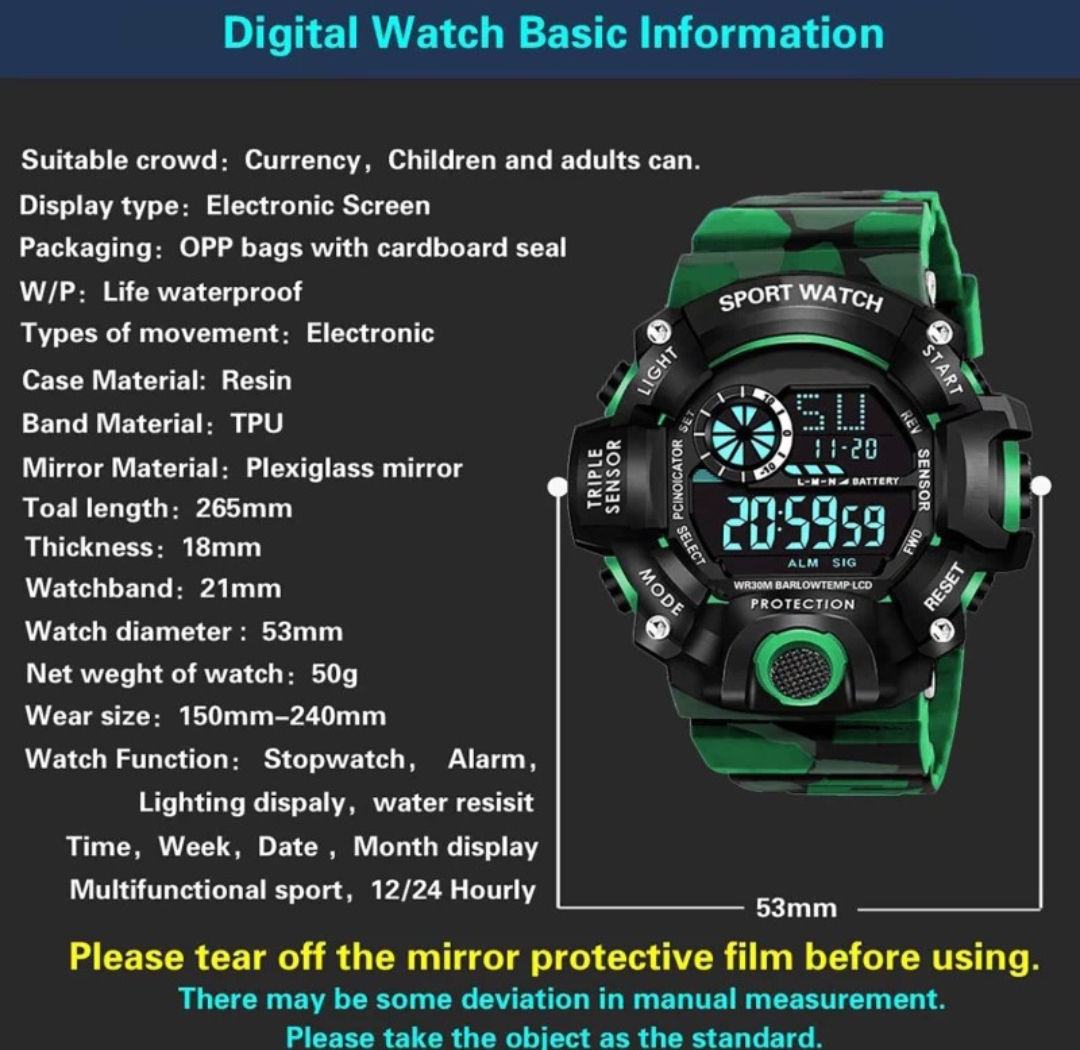 Digital Watch Basic Information
Suitable crowd: Currency, Children and adults can.
Display type: Electronic Screen
Packaging: OPP bags with cardboard seal
W/P: Life waterproof
Types of movement: Electronic
Case Material: Resin
Band Material: TPU
Mirror Material: Plexiglass mirror
Toal length: 265mm
Thickness: 18mm
Watchband: 21mm
Watch diameter : 53mm
Net weght of watch: 50g
Wear size: 150mm-240mm
Watch Function: Stopwatch, Alarm,
Lighting dispaly, water resisit
Time, Week, Date , Month display
Multifunctional sport, 12/24 Hourly
SPORT WATCH
LIGHT
START
SET
REV
10
0
-10
SU
11-20
L-M-N BATTERY
TRIPLE
SENSOR
PCINOICATOR
SENSOR
20:59 59
ALM SIG
SELECT
FWO
WR30M BARLOWTEMP·LCD
MODE
RESET
PROTECTION
53mm
Please tear off the mirror protective film before using.
There may be some deviation in manual measurement.
Please take the object as the standard.